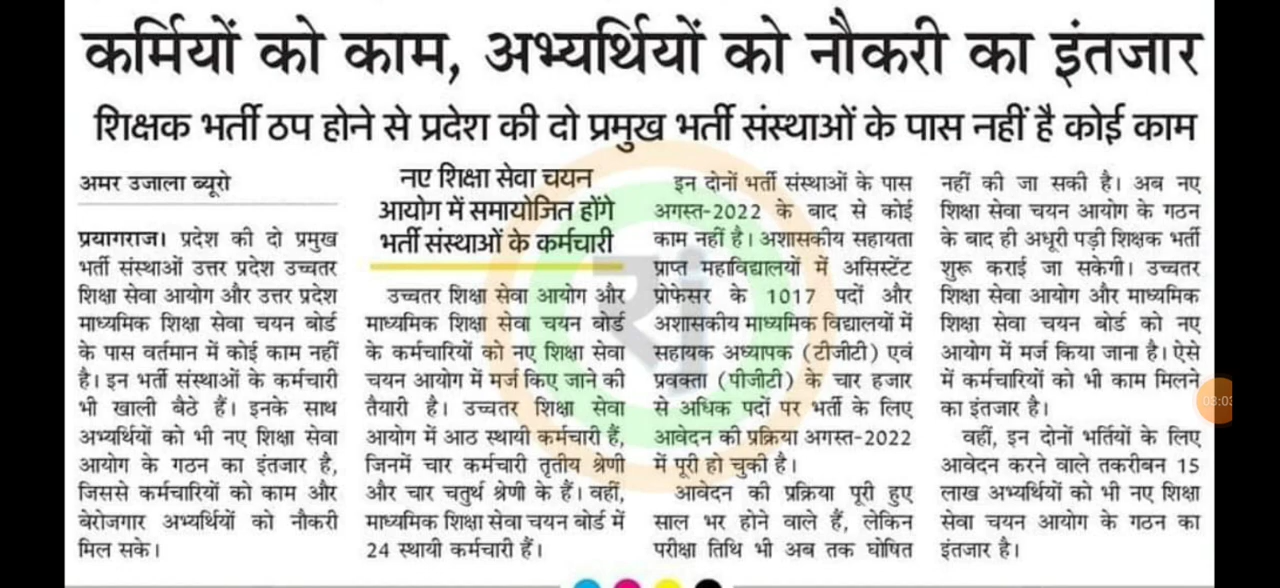 कर्मियों को काम, अभ्यर्थियों को नौकरी का इंतजार
शिक्षक भर्ती ठप होने से प्रदेश की दो प्रमुख भर्ती संस्थाओं के पास नहीं है कोई काम
अमर उजाला ब्यूरो
प्रयागराज। प्रदेश की दो प्रमुख
भर्ती संस्थाओं उत्तर प्रदेश उच्चतर
शिक्षा सेवा आयोग और उत्तर प्रदेश
माध्यमिक शिक्षा सेवा चयन बोर्ड
के पास वर्तमान में कोई काम नहीं
है। इन भर्ती संस्थाओं के कर्मचारी
भी खाली बैठे हैं। इनके साथ
अभ्यर्थियों को भी नए शिक्षा सेवा
आयोग के गठन का इंतजार है,
जिससे कर्मचारियों को काम और
बेरोजगार अभ्यर्थियों को नौकरी
मिल सके।
नए शिक्षा सेवा चयन
आयोग में समायोजित होंगे
भर्ती संस्थाओं के कर्मचारी
उच्चतर शिक्षा सेवा आयोग और
माध्यमिक शिक्षा सेवा चयन बोर्ड
के कर्मचारियों को नए शिक्षा सेवा
चयन आयोग में मर्ज किए जाने की
तैयारी है। उच्चतर शिक्षा सेवा
आयोग में आठ स्थायी कर्मचारी हैं,
जिनमें चार कर्मचारी तृतीय श्रेणी
और चार चतुर्थ श्रेणी के हैं। वहीं,
माध्यमिक शिक्षा सेवा चयन बोर्ड में
24 स्थायी कर्मचारी हैं।
इन दोनों भर्ती संस्थाओं के पास
अगस्त-2022 के बाद से कोई
काम नहीं है। अशासकीय सहायता
प्राप्त महाविद्यालयों में असिस्टेंट
प्रोफेसर के 1017 पदों और
अशासकीय माध्यमिक विद्यालयों में
सहायक अध्यापक (टीजीटी) एवं
प्रवक्ता (पीजीटी) के चार हजार
से अधिक पदों पर भर्ती के लिए
आवेदन की प्रक्रिया अगस्त-2022
में पूरी हो चुकी है।
आवेदन की प्रक्रिया पूरी हुए
साल भर होने वाले हैं, लेकिन
परीक्षा तिथि भी अब तक घोषित
नहीं की जा सकी है। अब नए
शिक्षा सेवा चयन आयोग के गठन
के बाद ही अधूरी पड़ी शिक्षक भर्ती
शुरू कराई जा सकेगी। उच्चतर
शिक्षा सेवा आयोग और माध्यमिक
शिक्षा सेवा चयन बोर्ड को नए
आयोग में मर्ज किया जाना है। ऐसे
में कर्मचारियों को भी काम मिलने
का इंतजार है।
वहीं, इन दोनों भर्तियों के लिए
आवेदन करने वाले तकरीबन 15
लाख अभ्यर्थियों को भी नए शिक्षा
सेवा चयन आयोग के गठन का
इंतजार है।